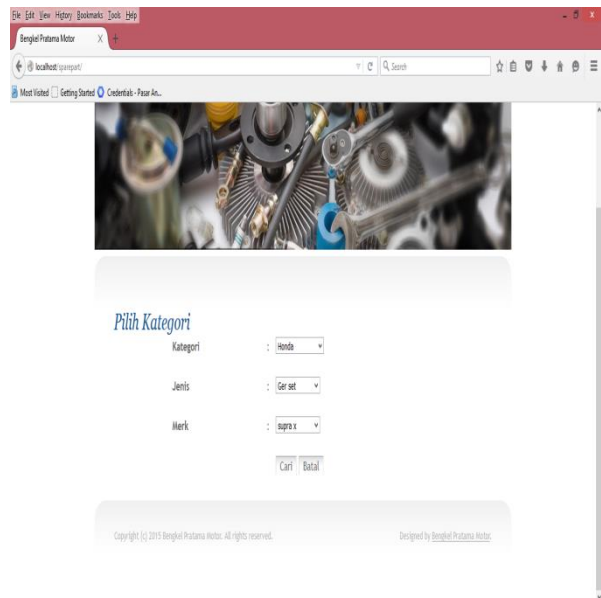 File Edit View History Bookmarks Tools Help
Bengkel Pratama Motor X +
localhost/sparepart/ Search
Most Visited Getting Started Credentials - Pasar An...
Pilih Kategori
Kategori : Honda
Jenis : Ger set
Merk : supra x
Cari Batal
Copyright (c) 2015 Bengkel Pratama Motor. All rights reserved. Designed by Bengkel Pratama Motor.